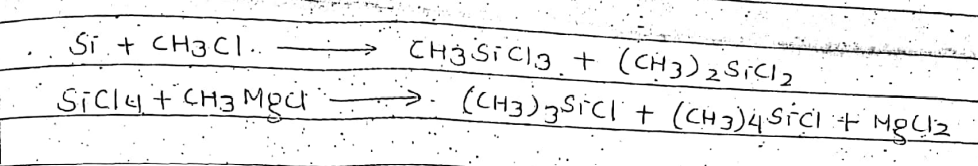 Si + CH3Cl → CH3SiCl3 + (CH3)2SiCl2
SiCl4 + CH3MgCl → (CH3)3SiCl + (CH3)4SiCl + MgCl2